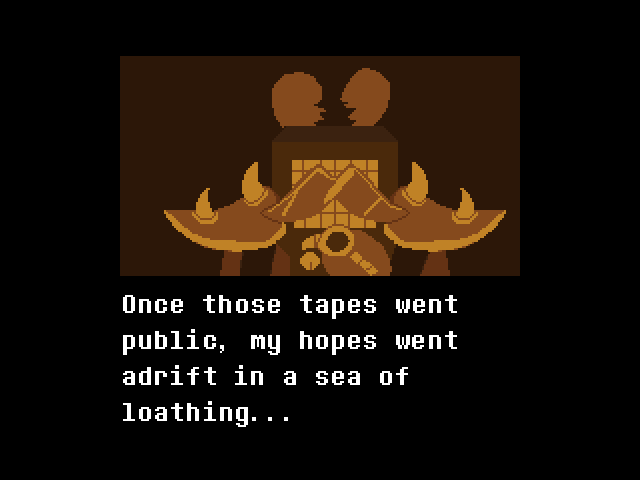 Once those tapes went
public, my hopes went
adrift in a sea of
loathing...